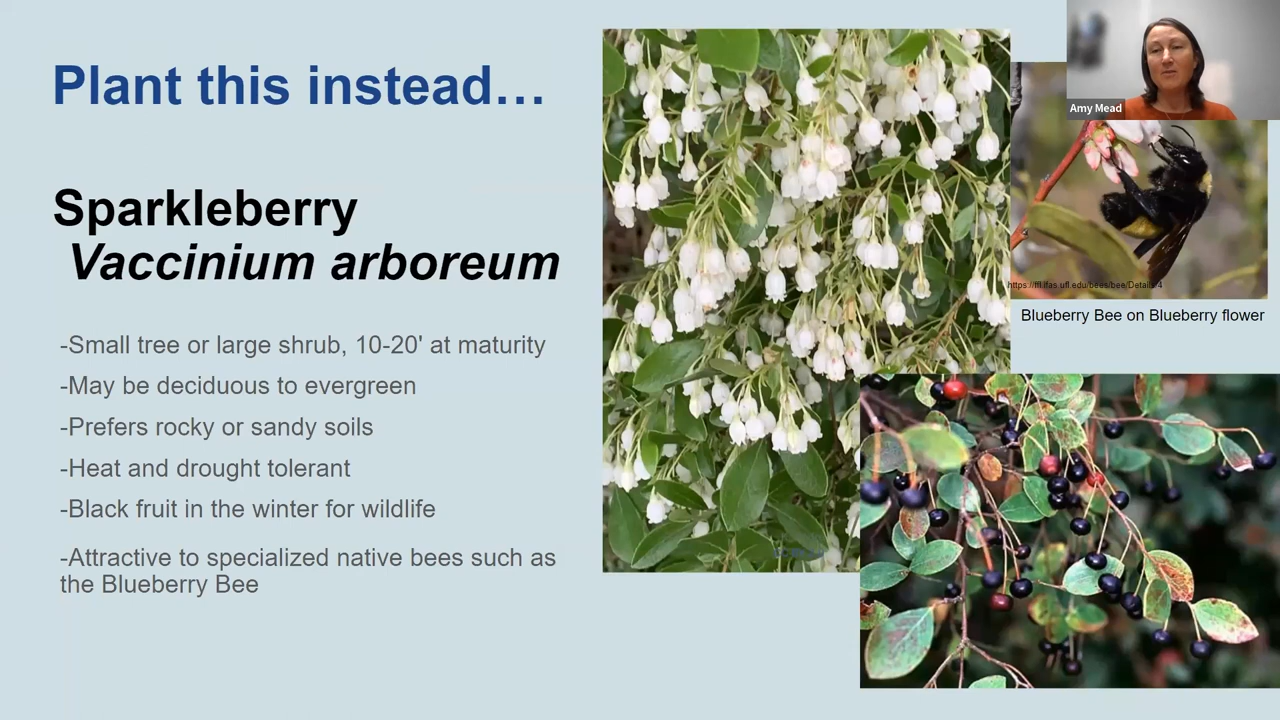 Plant this instead…
Sparkleberry
Vaccinium arboreum
-Small tree or large shrub, 10-20' at maturity
-May be deciduous to evergreen
-Prefers rocky or sandy soils
-Heat and drought tolerant
-Black fruit in the winter for wildlife
-Attractive to specialized native bees such as
the Blueberry Bee
Amy Mead
Blueberry Bee on Blueberry flower